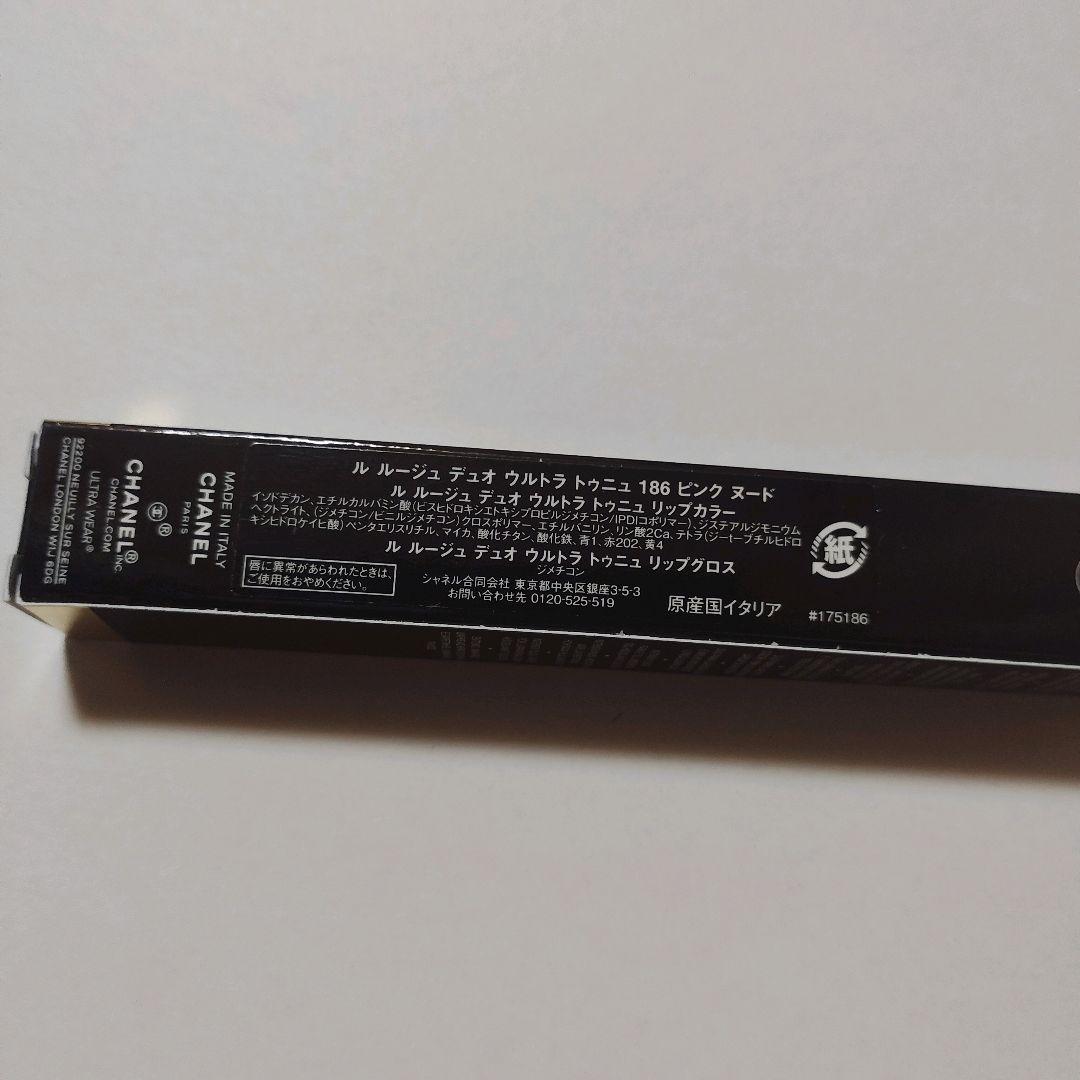 ル ルージュ デュオ ウルトラ トゥニュ 186 ピンク ヌード
ル ルージュ デュオ ウルトラ トゥニュ リップカラー
イソドデカン、エチルカルバミン酸(ビスヒドロキシエトキシプロピルジメチコン/IPDI)コポリマー)、ジステアルジモニウム
ヘクトライト、(ジメチコン/ビニルジメチコン)クロスポリマー、エチルバニリン、リン酸2Ca、テトラ(ジ-t-ブチルヒドロ
キシヒドロケイヒ酸)ペンタエリスリチル、マイカ、酸化チタン、酸化鉄、青1、赤202、黄4
ル ルージュ デュオ ウルトラ トゥニュ リップグロス
ジメチコン
唇に異常があらわれたときは、
ご使用をおやめください。
シャネル合同会社 東京都中央区銀座3-5-3
お問い合わせ先 0120-525-519
原産国イタリア
#175186
紙
MADE IN ITALY
CHANEL
PARIS
CHANEL® INC.
CHANEL.COM
ULTRA WEAR®
92200 NEUILLY SUR SEINE
CHANEL LONDON W1J 6DG